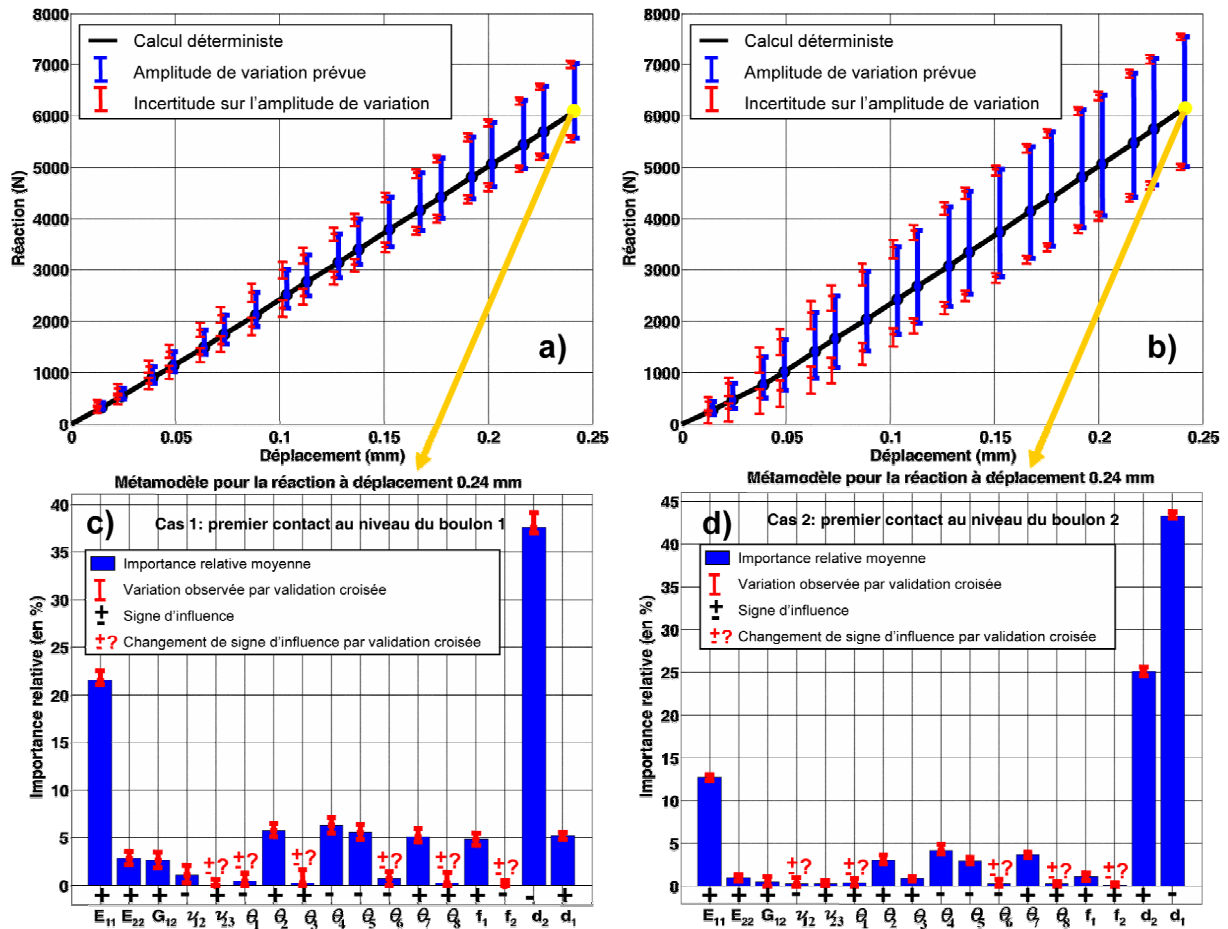 8000
7000
6000
5000
4000
3000
2000
1000
0
Réaction (N)
Calcul déterministe
Amplitude de variation prévue
Incertitude sur l'amplitude de variation
a)
0 0.05 0.1 0.15 0.2 0.25
Déplacement (mm)
8000
7000
6000
5000
4000
3000
2000
1000
0
Réaction (N)
Calcul déterministe
Amplitude de variation prévue
Incertitude sur l'amplitude de variation
b)
0 0.05 0.1 0.15 0.2 0.25
Déplacement (mm)
Métamodèle pour la réaction à déplacement 0.24 mm
40
35
30
25
20
15
10
5
0
Importance relative (en %)
c)
Cas 1: premier contact au niveau du boulon 1
Importance relative moyenne
Variation observée par validation croisée
+ - Signe d'influence
+-? Changement de signe d'influence par validation croisée
+-? +-? +-? +-? +-? +-?
+ + + - + - + + - - - + + + - - +
E11 E22 G12 ν12 ν23 θ1 θ2 θ3 θ4 θ5 θ6 θ7 θ8 f1 f2 d2 d1
Métamodèle pour la réaction à déplacement 0.24 mm
45
40
35
30
25
20
15
10
5
0
Importance relative (en %)
d)
Cas 2: premier contact au niveau du boulon 2
Importance relative moyenne
Variation observée par validation croisée
+ - Signe d'influence
+-? Changement de signe d'influence par validation croisée
+-? +-? +-? +-? +-?
+ + + - + + + + - - + + + + + + -
E11 E22 G12 ν12 ν23 θ1 θ2 θ3 θ4 θ5 θ6 θ7 θ8 f1 f2 d2 d1